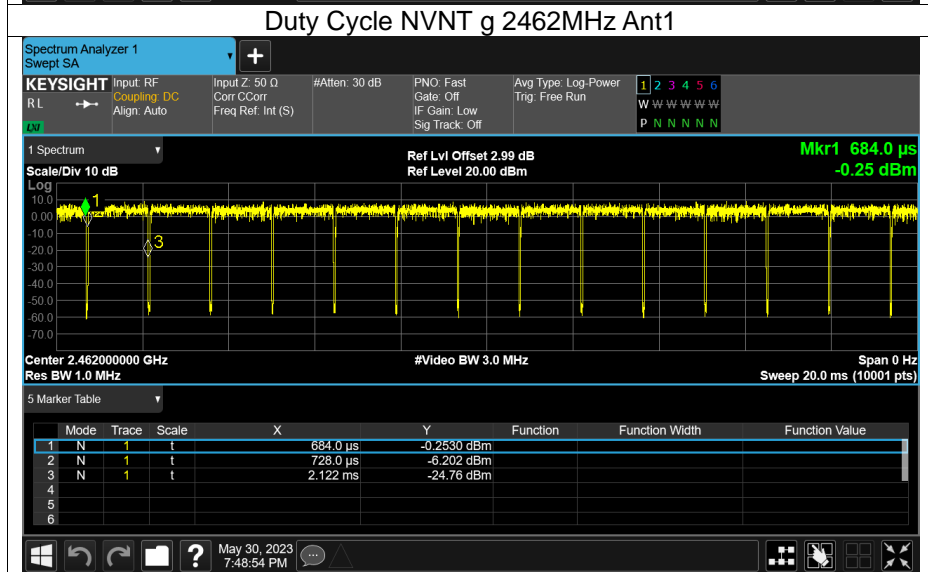 Duty Cycle NVNT g 2462MHz Ant1
Spectrum Analyzer 1
Swept SA
+
KEYSIGHT Input: RF Input Z: 50 Ω #Atten: 30 dB PNO: Fast Avg Type: Log-Power 1 2 3 4 5 6
R L Coupling: DC Corr CCorr Gate: Off Trig: Free Run W W W W W W
Align: Auto Freq Ref: Int (S) IF Gain: Low P N N N N N
LXI Sig Track: Off
1 Spectrum Ref Lvl Offset 2.99 dB Mkr1 684.0 µs
Scale/Div 10 dB Ref Level 20.00 dBm -0.25 dBm
Log
10.0
0.00
-10.0
-20.0
-30.0
-40.0
-50.0
-60.0
-70.0
1
2
3
Center 2.462000000 GHz #Video BW 3.0 MHz Span 0 Hz
Res BW 1.0 MHz Sweep 20.0 ms (10001 pts)
5 Marker Table
Mode Trace Scale X Y Function Function Width Function Value
1 N 1 t 684.0 µs -0.2530 dBm
2 N 1 t 728.0 µs -6.202 dBm
3 N 1 t 2.122 ms -24.76 dBm
4
5
6
? May 30, 2023
7:48:54 PM